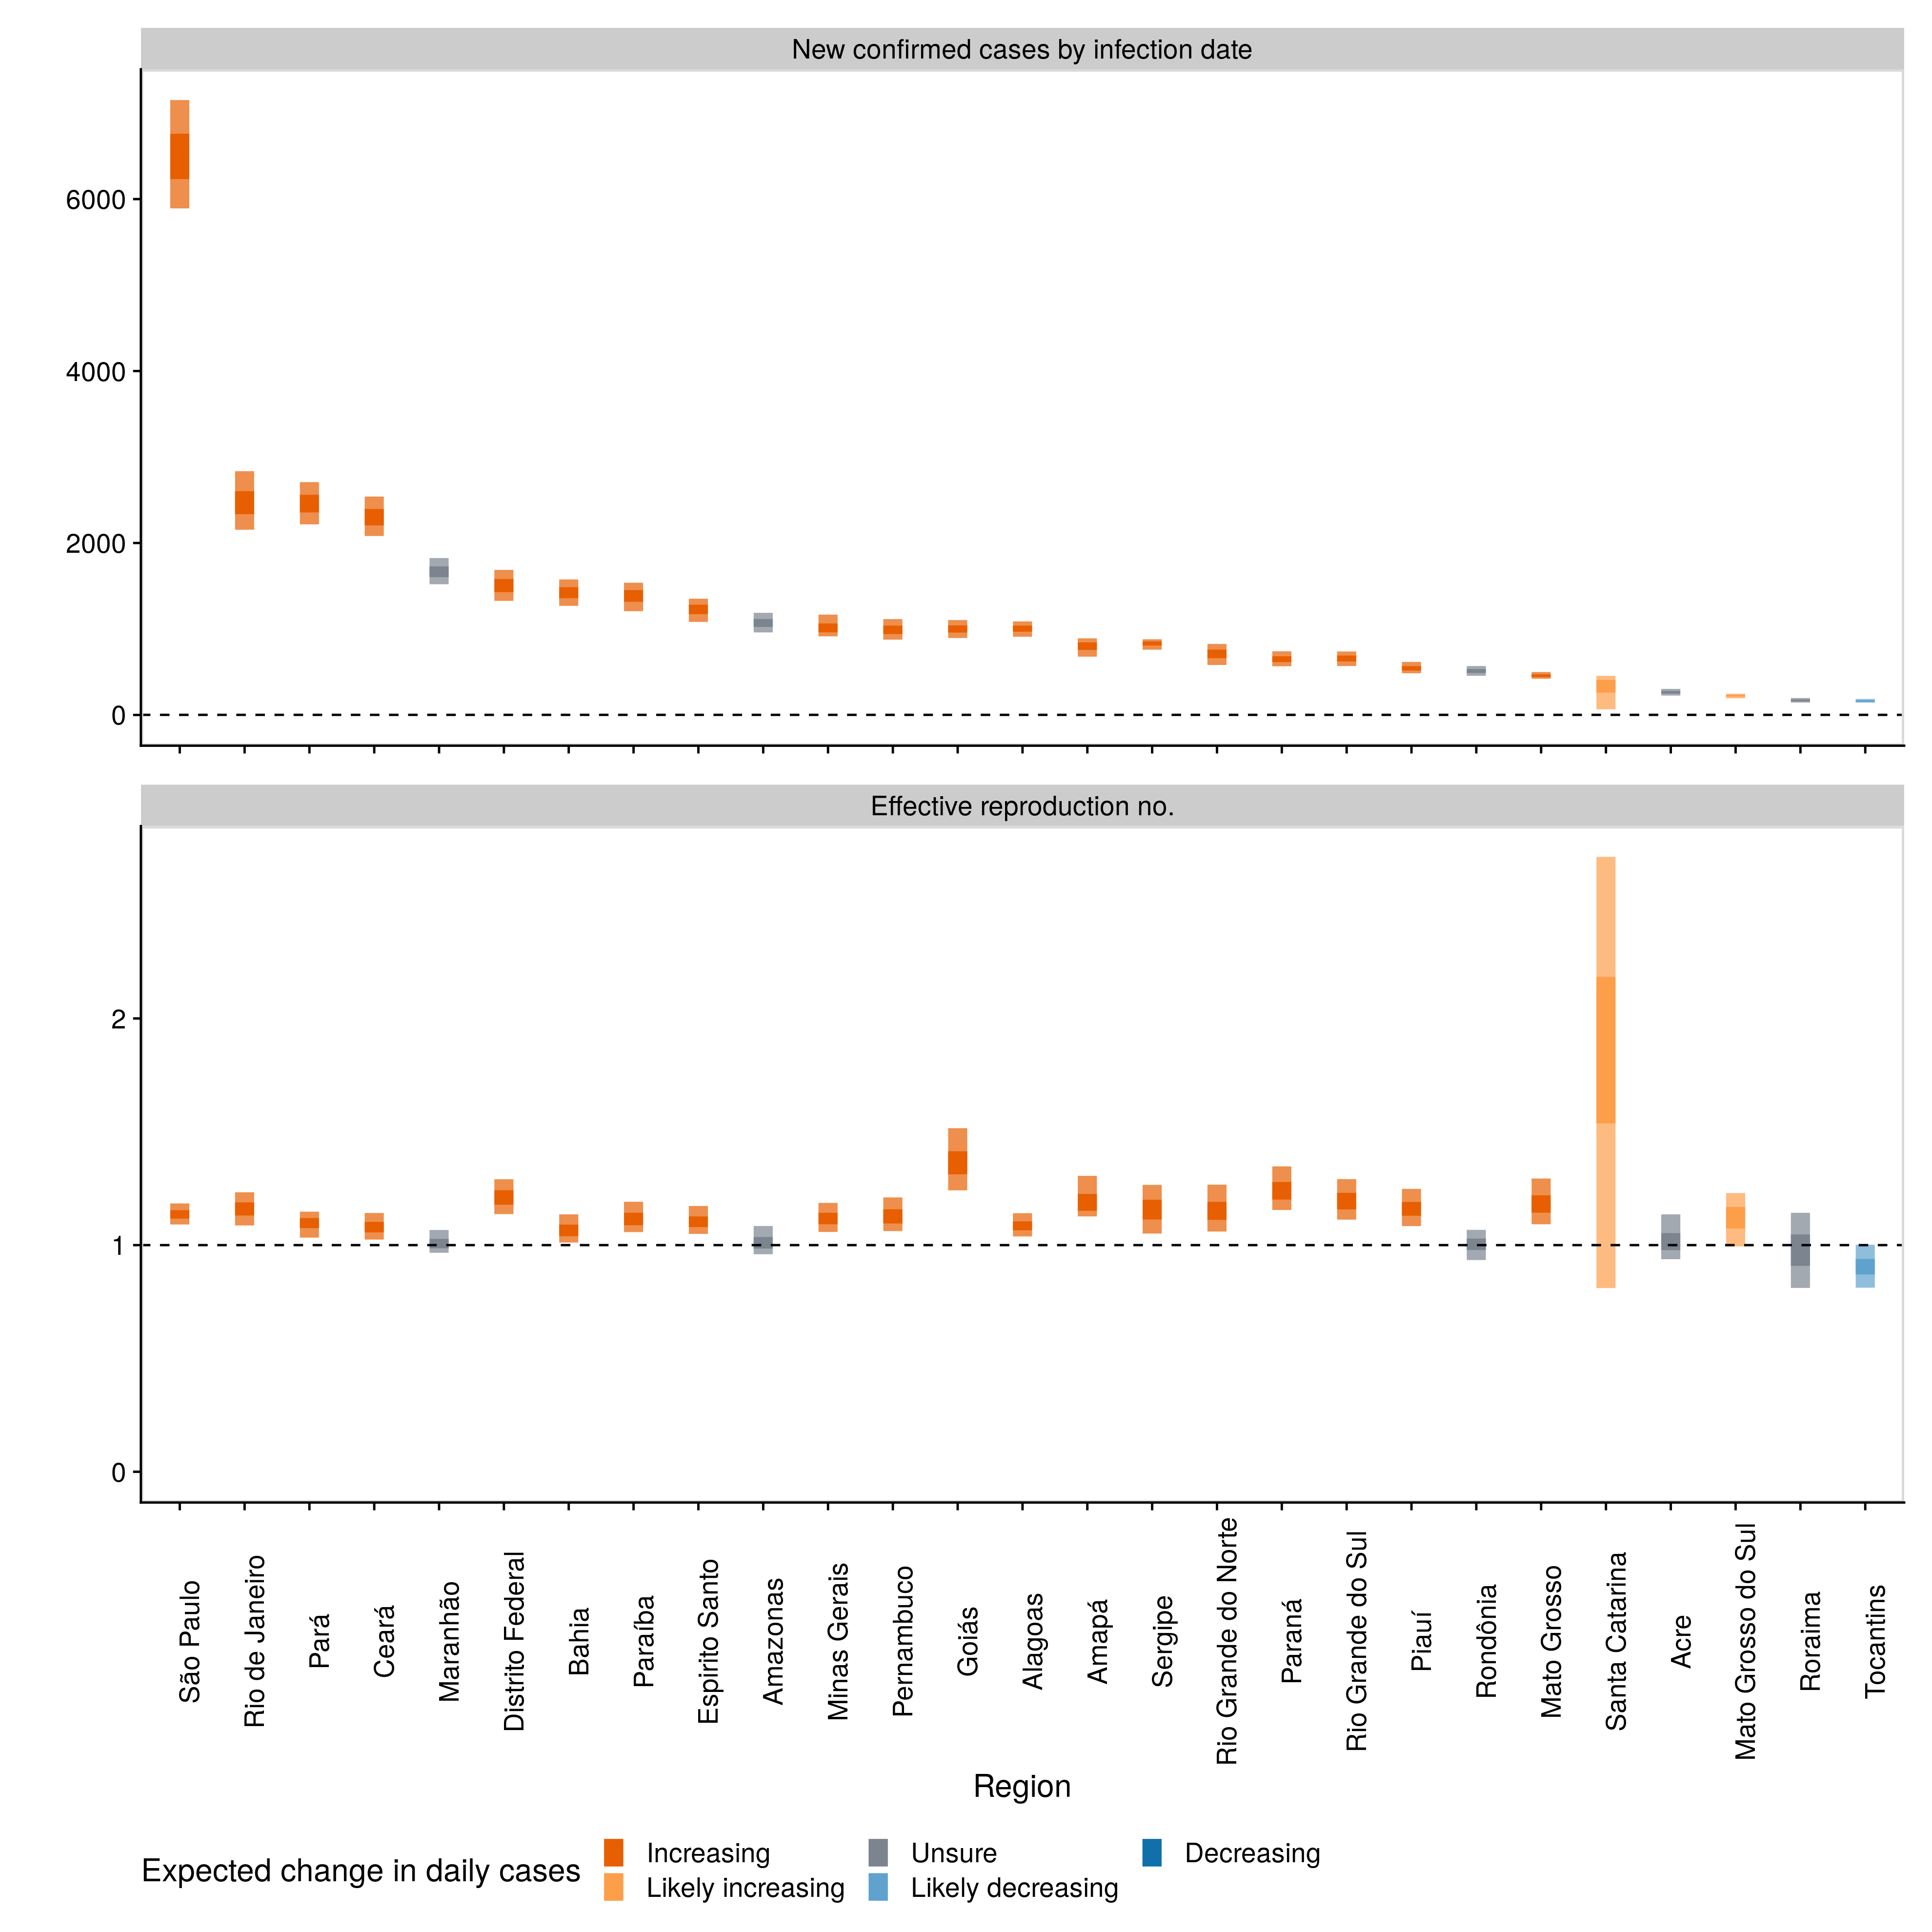 New confirmed cases by infection date
6000
4000
2000
0
Effective reproduction no.
2
1
0
São Paulo
Rio de Janeiro
Pará
Ceará
Maranhão
Distrito Federal
Bahia
Paraíba
Espirito Santo
Amazonas
Minas Gerais
Pernambuco
Goiás
Alagoas
Amapá
Sergipe
Rio Grande do Norte
Paraná
Rio Grande do Sul
Piauí
Rondônia
Mato Grosso
Santa Catarina
Acre
Mato Grosso do Sul
Roraima
Tocantins
Region
Expected change in daily cases
Increasing
Unsure
Decreasing
Likely increasing
Likely decreasing